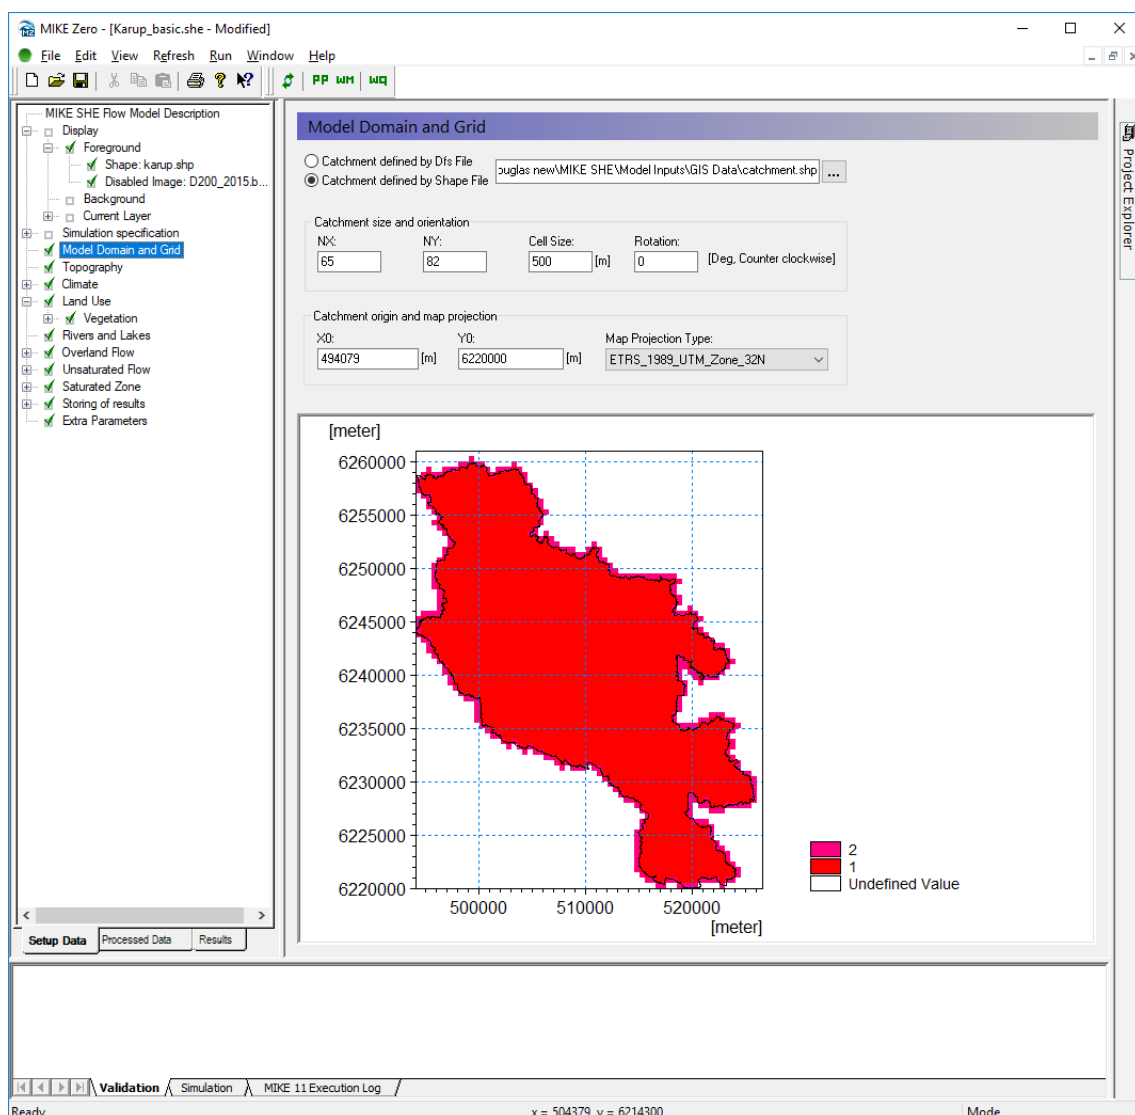 MIKE Zero - [Karup_basic.she - Modified]
File Edit View Refresh Run Window Help
PP WM WQ
MIKE SHE Flow Model Description
Display
Foreground
Shape: karup.shp
Disabled Image: D200_2015.b...
Background
Current Layer
Simulation specification
Model Domain and Grid
Topography
Climate
Land Use
Vegetation
Rivers and Lakes
Overland Flow
Unsaturated Flow
Saturated Zone
Storing of results
Extra Parameters
Setup Data Processed Data Results
Model Domain and Grid
Catchment defined by Dfs File
Catchment defined by Shape File
ouglas new\MIKE SHE\Model Inputs\GIS Data\catchment.shp ...
Catchment size and orientation
NX: NY: Cell Size: Rotation:
65 82 500 [m] 0 [Deg, Counter clockwise]
Catchment origin and map projection
X0: Y0: Map Projection Type:
494079 [m] 6220000 [m] ETRS_1989_UTM_Zone_32N
[meter]
6260000
6255000
6250000
6245000
6240000
6235000
6230000
6225000
6220000
500000 510000 520000
[meter]
2
1
Undefined Value
Project Explorer
Validation Simulation MIKE 11 Execution Log
Ready x = 504379, y = 6214300 Mode